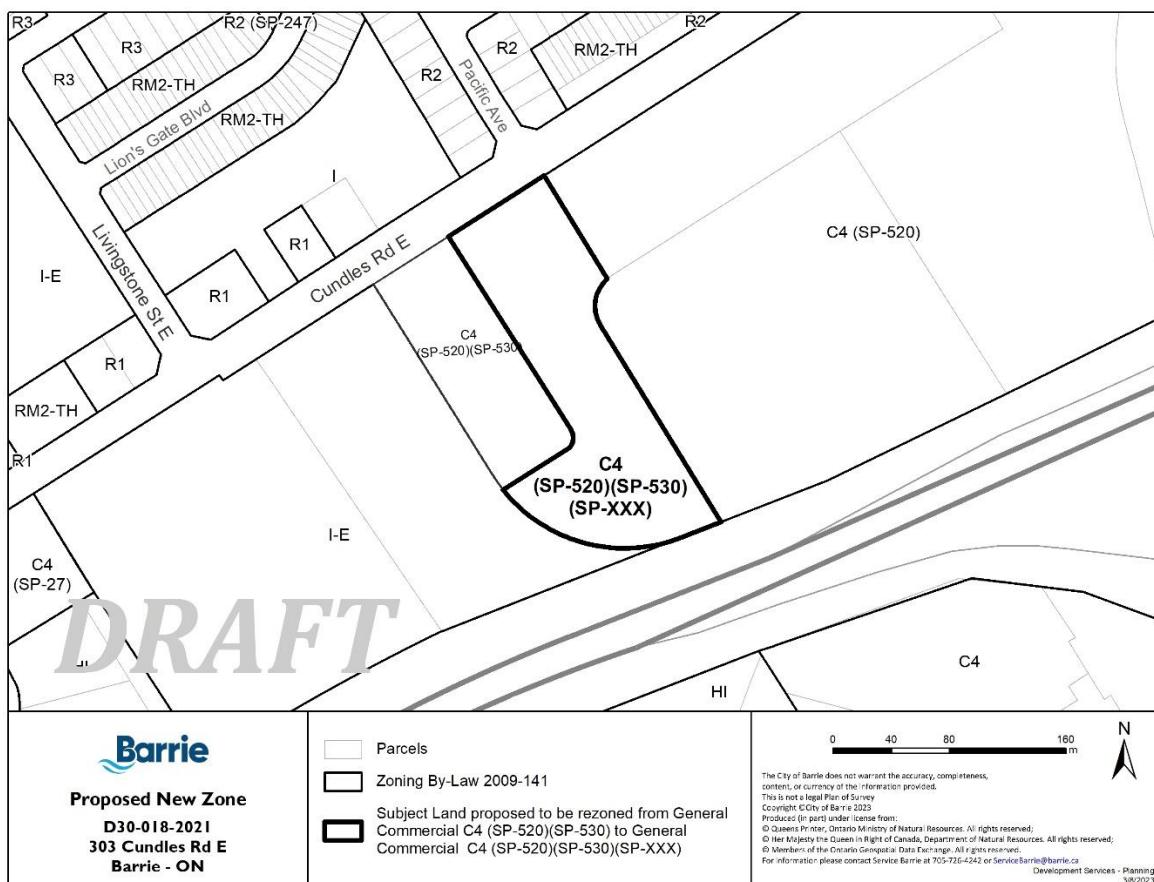 R3
R2 (SP-247)
R3
R3
RM2-TH
R2
RM2-TH
R2
R2
Lion's Gate Blvd
RM2-TH
Pacific Ave
I
R1
Cundles Rd E
R1
Livingstone St E
I-E
R1
RM2-TH
R1
C4 (SP-520)
C4
(SP-520)(SP-530)
C4
(SP-520)(SP-530)
(SP-XXX)
I-E
C4
(SP-27)
DRAFT
HI
C4
HI
Barrie
Proposed New Zone
D30-018-2021
303 Cundles Rd E
Barrie - ON
Parcels
Zoning By-Law 2009-141
Subject Land proposed to be rezoned from General
Commercial C4 (SP-520)(SP-530) to General
Commercial C4 (SP-520)(SP-530)(SP-XXX)
0 40 80 160
m
N
The City of Barrie does not warrant the accuracy, completeness,
content, or currency of the information provided.
This is not a legal Plan of Survey
Copyright ©City of Barrie 2023
Produced (in part) under license from:
© Queens Printer, Ontario Ministry of Natural Resources. All rights reserved;
© Her Majesty the Queen in Right of Canada, Department of Natural Resources. All rights reserved;
© Members of the Ontario Geospatial Data Exchange. All rights reserved.
For information please contact Service Barrie at 705-726-4242 or ServiceBarrie@barrie.ca
Development Services - Planning
3/8/2023